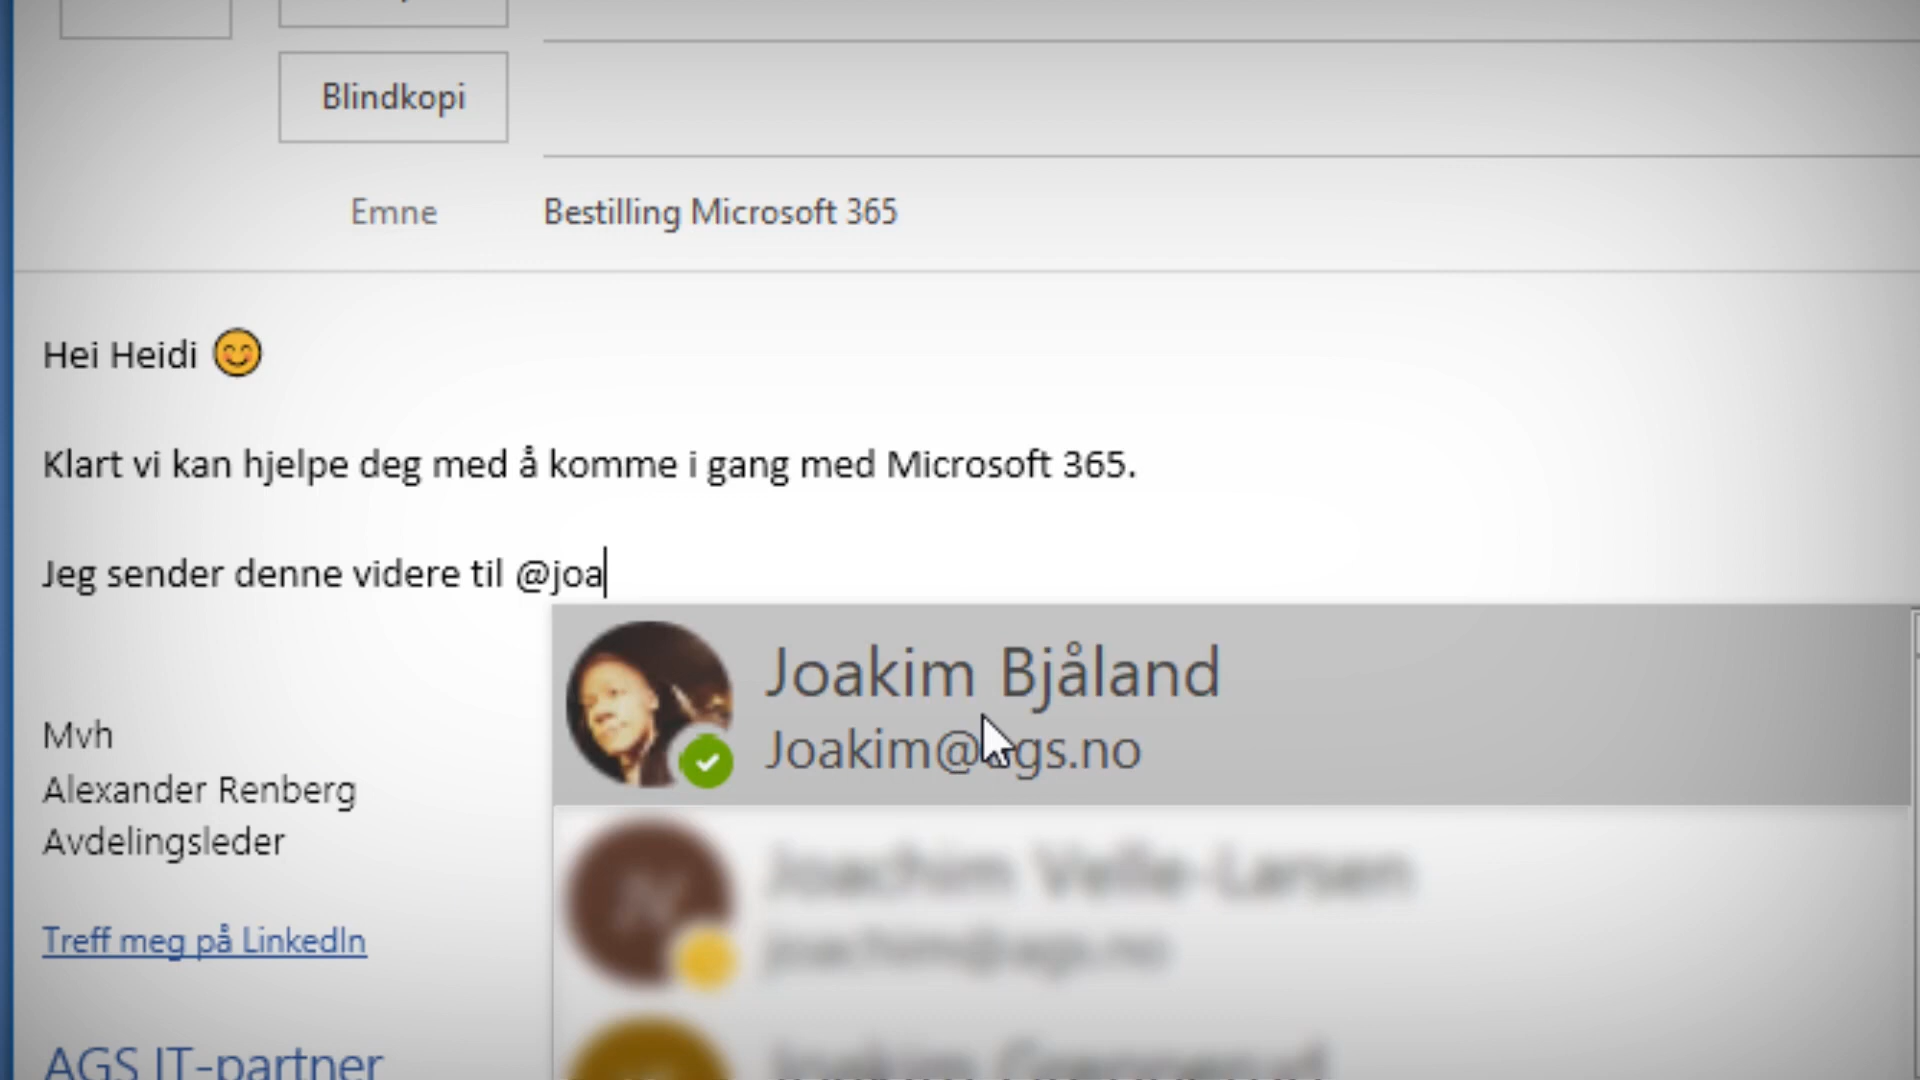 Blindkopi
Emne
Bestilling Microsoft 365
Hei Heidi 😊
Klart vi kan hjelpe deg med å komme i gang med Microsoft 365.
Jeg sender denne videre til @joa
Joakim Bjåland
Joakim@ags.no
Mvh
Alexander Renberg
Avdelingsleder
Treff meg på LinkedIn
AGS IT-partner